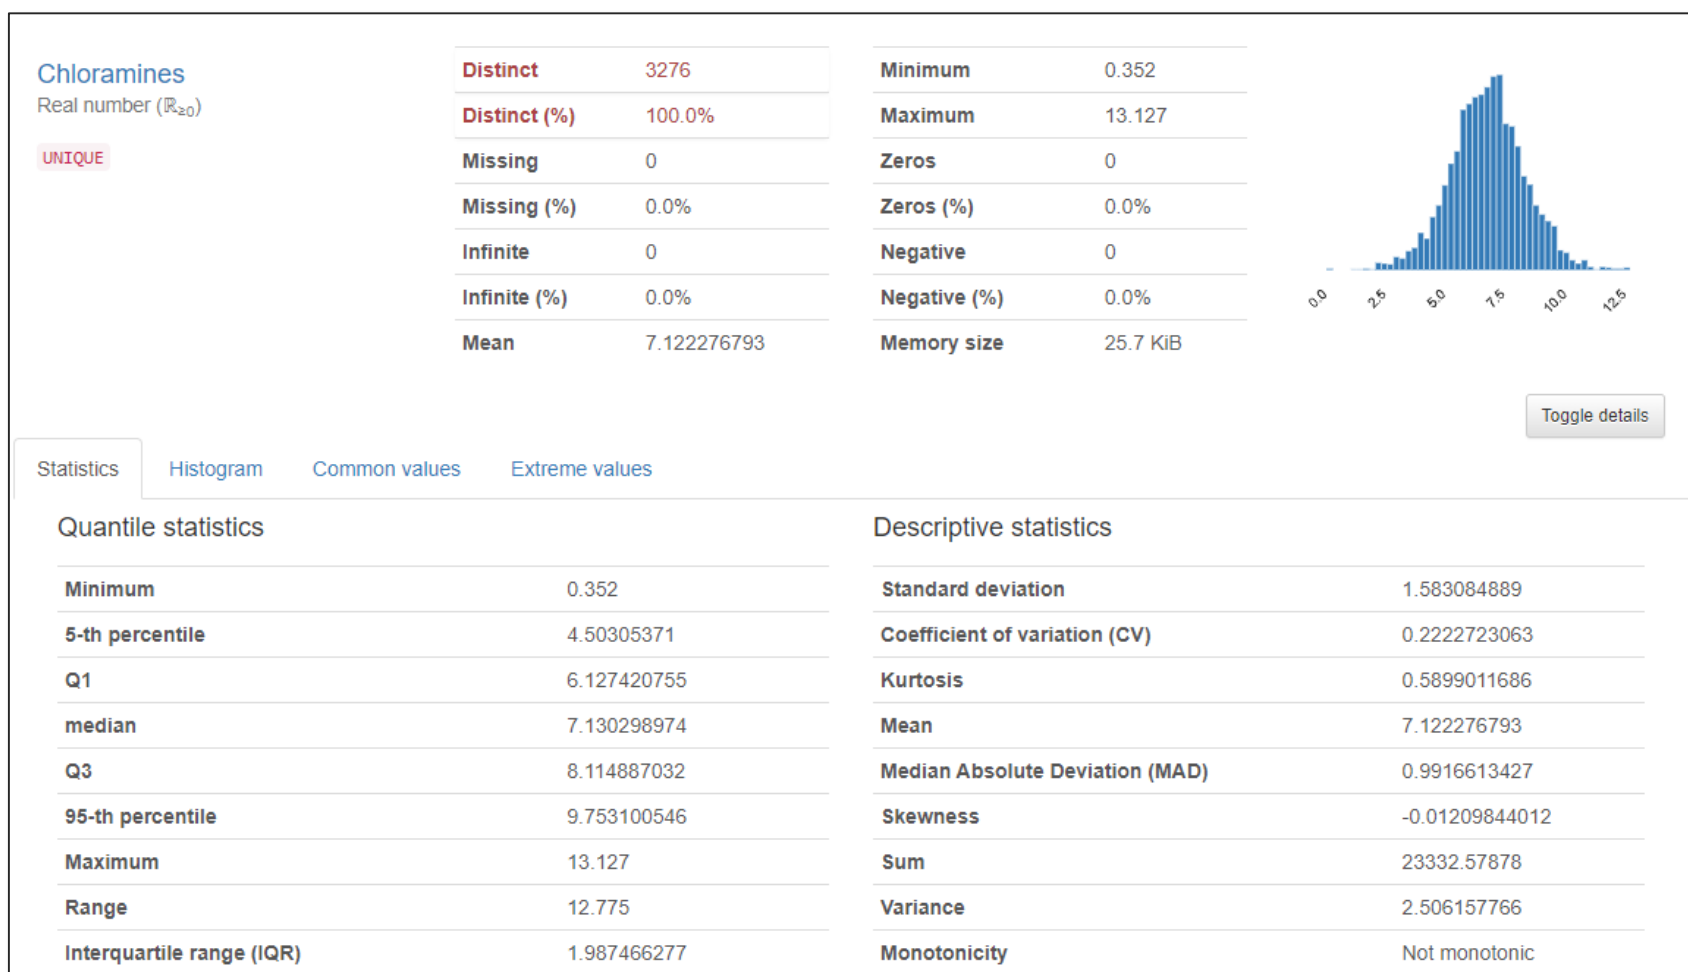 Chloramines
Real number (ℝ≥0)
UNIQUE
Distinct 3276
Distinct (%) 100.0%
Missing 0
Missing (%) 0.0%
Infinite 0
Infinite (%) 0.0%
Mean 7.122276793
Minimum 0.352
Maximum 13.127
Zeros 0
Zeros (%) 0.0%
Negative 0
Negative (%) 0.0%
Memory size 25.7 KiB
0.0 2.5 5.0 7.5 10.0 12.5
Toggle details
Statistics Histogram Common values Extreme values
Quantile statistics
Minimum 0.352
5-th percentile 4.50305371
Q1 6.127420755
median 7.130298974
Q3 8.114887032
95-th percentile 9.753100546
Maximum 13.127
Range 12.775
Interquartile range (IQR) 1.987466277
Descriptive statistics
Standard deviation 1.583084889
Coefficient of variation (CV) 0.2222723063
Kurtosis 0.5899011686
Mean 7.122276793
Median Absolute Deviation (MAD) 0.9916613427
Skewness -0.01209844012
Sum 23332.57878
Variance 2.506157766
Monotonicity Not monotonic